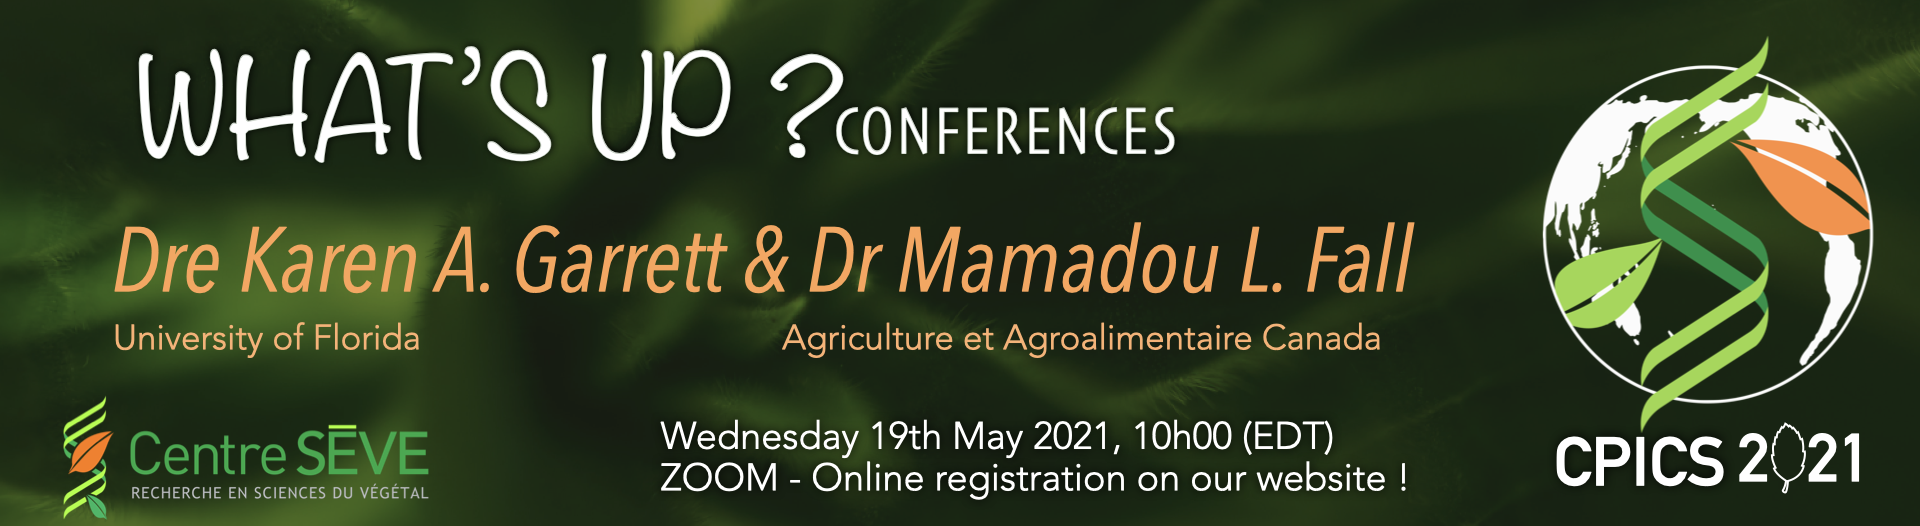 WHAT'S UP ? CONFERENCES
Dre Karen A. Garrett & Dr Mamadou L. Fall
University of Florida
Agriculture et Agroalimentaire Canada
Centre SĒVE
RECHERCHE EN SCIENCES DU VÉGÉTAL
Wednesday 19th May 2021, 10h00 (EDT)
ZOOM - Online registration on our website !
CPICS 2021